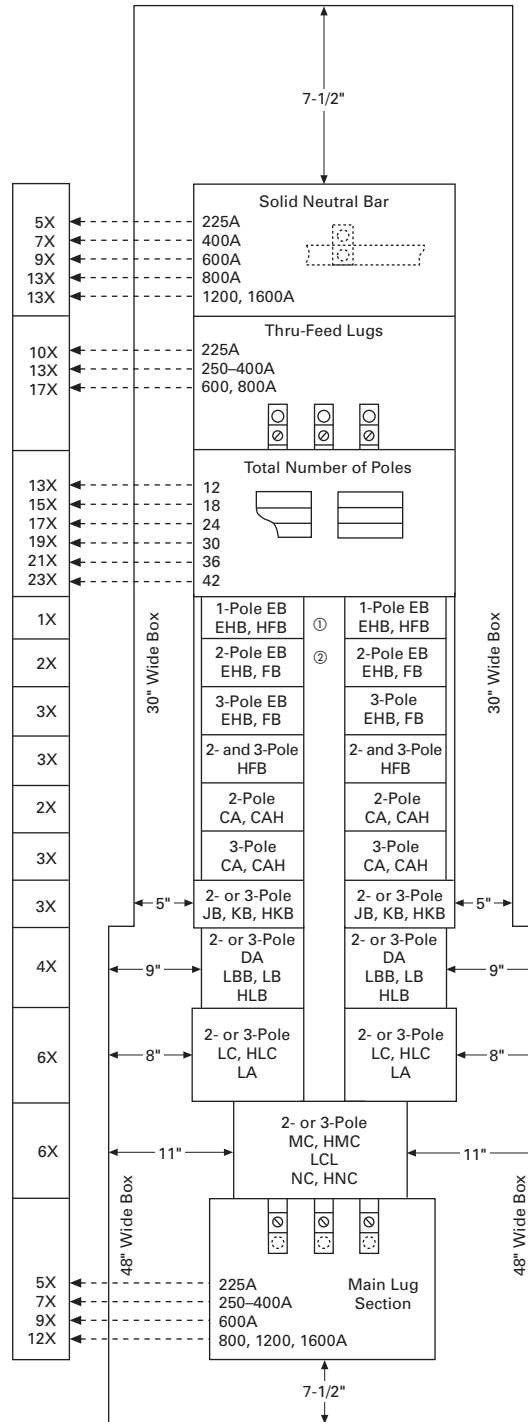 7-1/2"
Solid Neutral Bar
5X 225A
7X 400A
9X 600A
13X 800A
13X 1200, 1600A
Thru-Feed Lugs
10X 225A
13X 250–400A
17X 600, 800A
Total Number of Poles
13X 12
15X 18
17X 24
19X 30
21X 36
23X 42
30" Wide Box
30" Wide Box
1X
1-Pole EB
EHB, HFB
①
1-Pole EB
EHB, HFB
2X
2-Pole EB
EHB, FB
②
2-Pole EB
EHB, FB
3X
3-Pole EB
EHB, FB
3-Pole
EHB, FB
3X
2- and 3-Pole
HFB
2- and 3-Pole
HFB
2X
2-Pole
CA, CAH
2-Pole
CA, CAH
3X
3-Pole
CA, CAH
3-Pole
CA, CAH
3X
5"
2- or 3-Pole
JB, KB, HKB
2- or 3-Pole
JB, KB, HKB
5"
4X
9"
2- or 3-Pole
DA
LBB, LB
HLB
2- or 3-Pole
DA
LBB, LB
HLB
9"
6X
8"
2- or 3-Pole
LC, HLC
LA
2- or 3-Pole
LC, HLC
LA
8"
6X
11"
2- or 3-Pole
MC, HMC
LCL
NC, HNC
11"
48" Wide Box
48" Wide Box
5X 225A
7X 250–400A
9X 600A
12X 800, 1200, 1600A
Main Lug
Section
7-1/2"